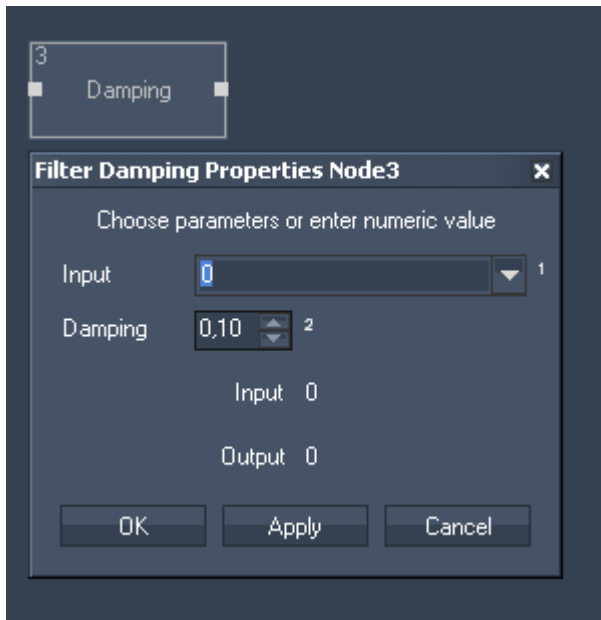 3
Damping
Filter Damping Properties Node3
Choose parameters or enter numeric value
Input 0 1
Damping 0,10 2
Input 0
Output 0
OK Apply Cancel